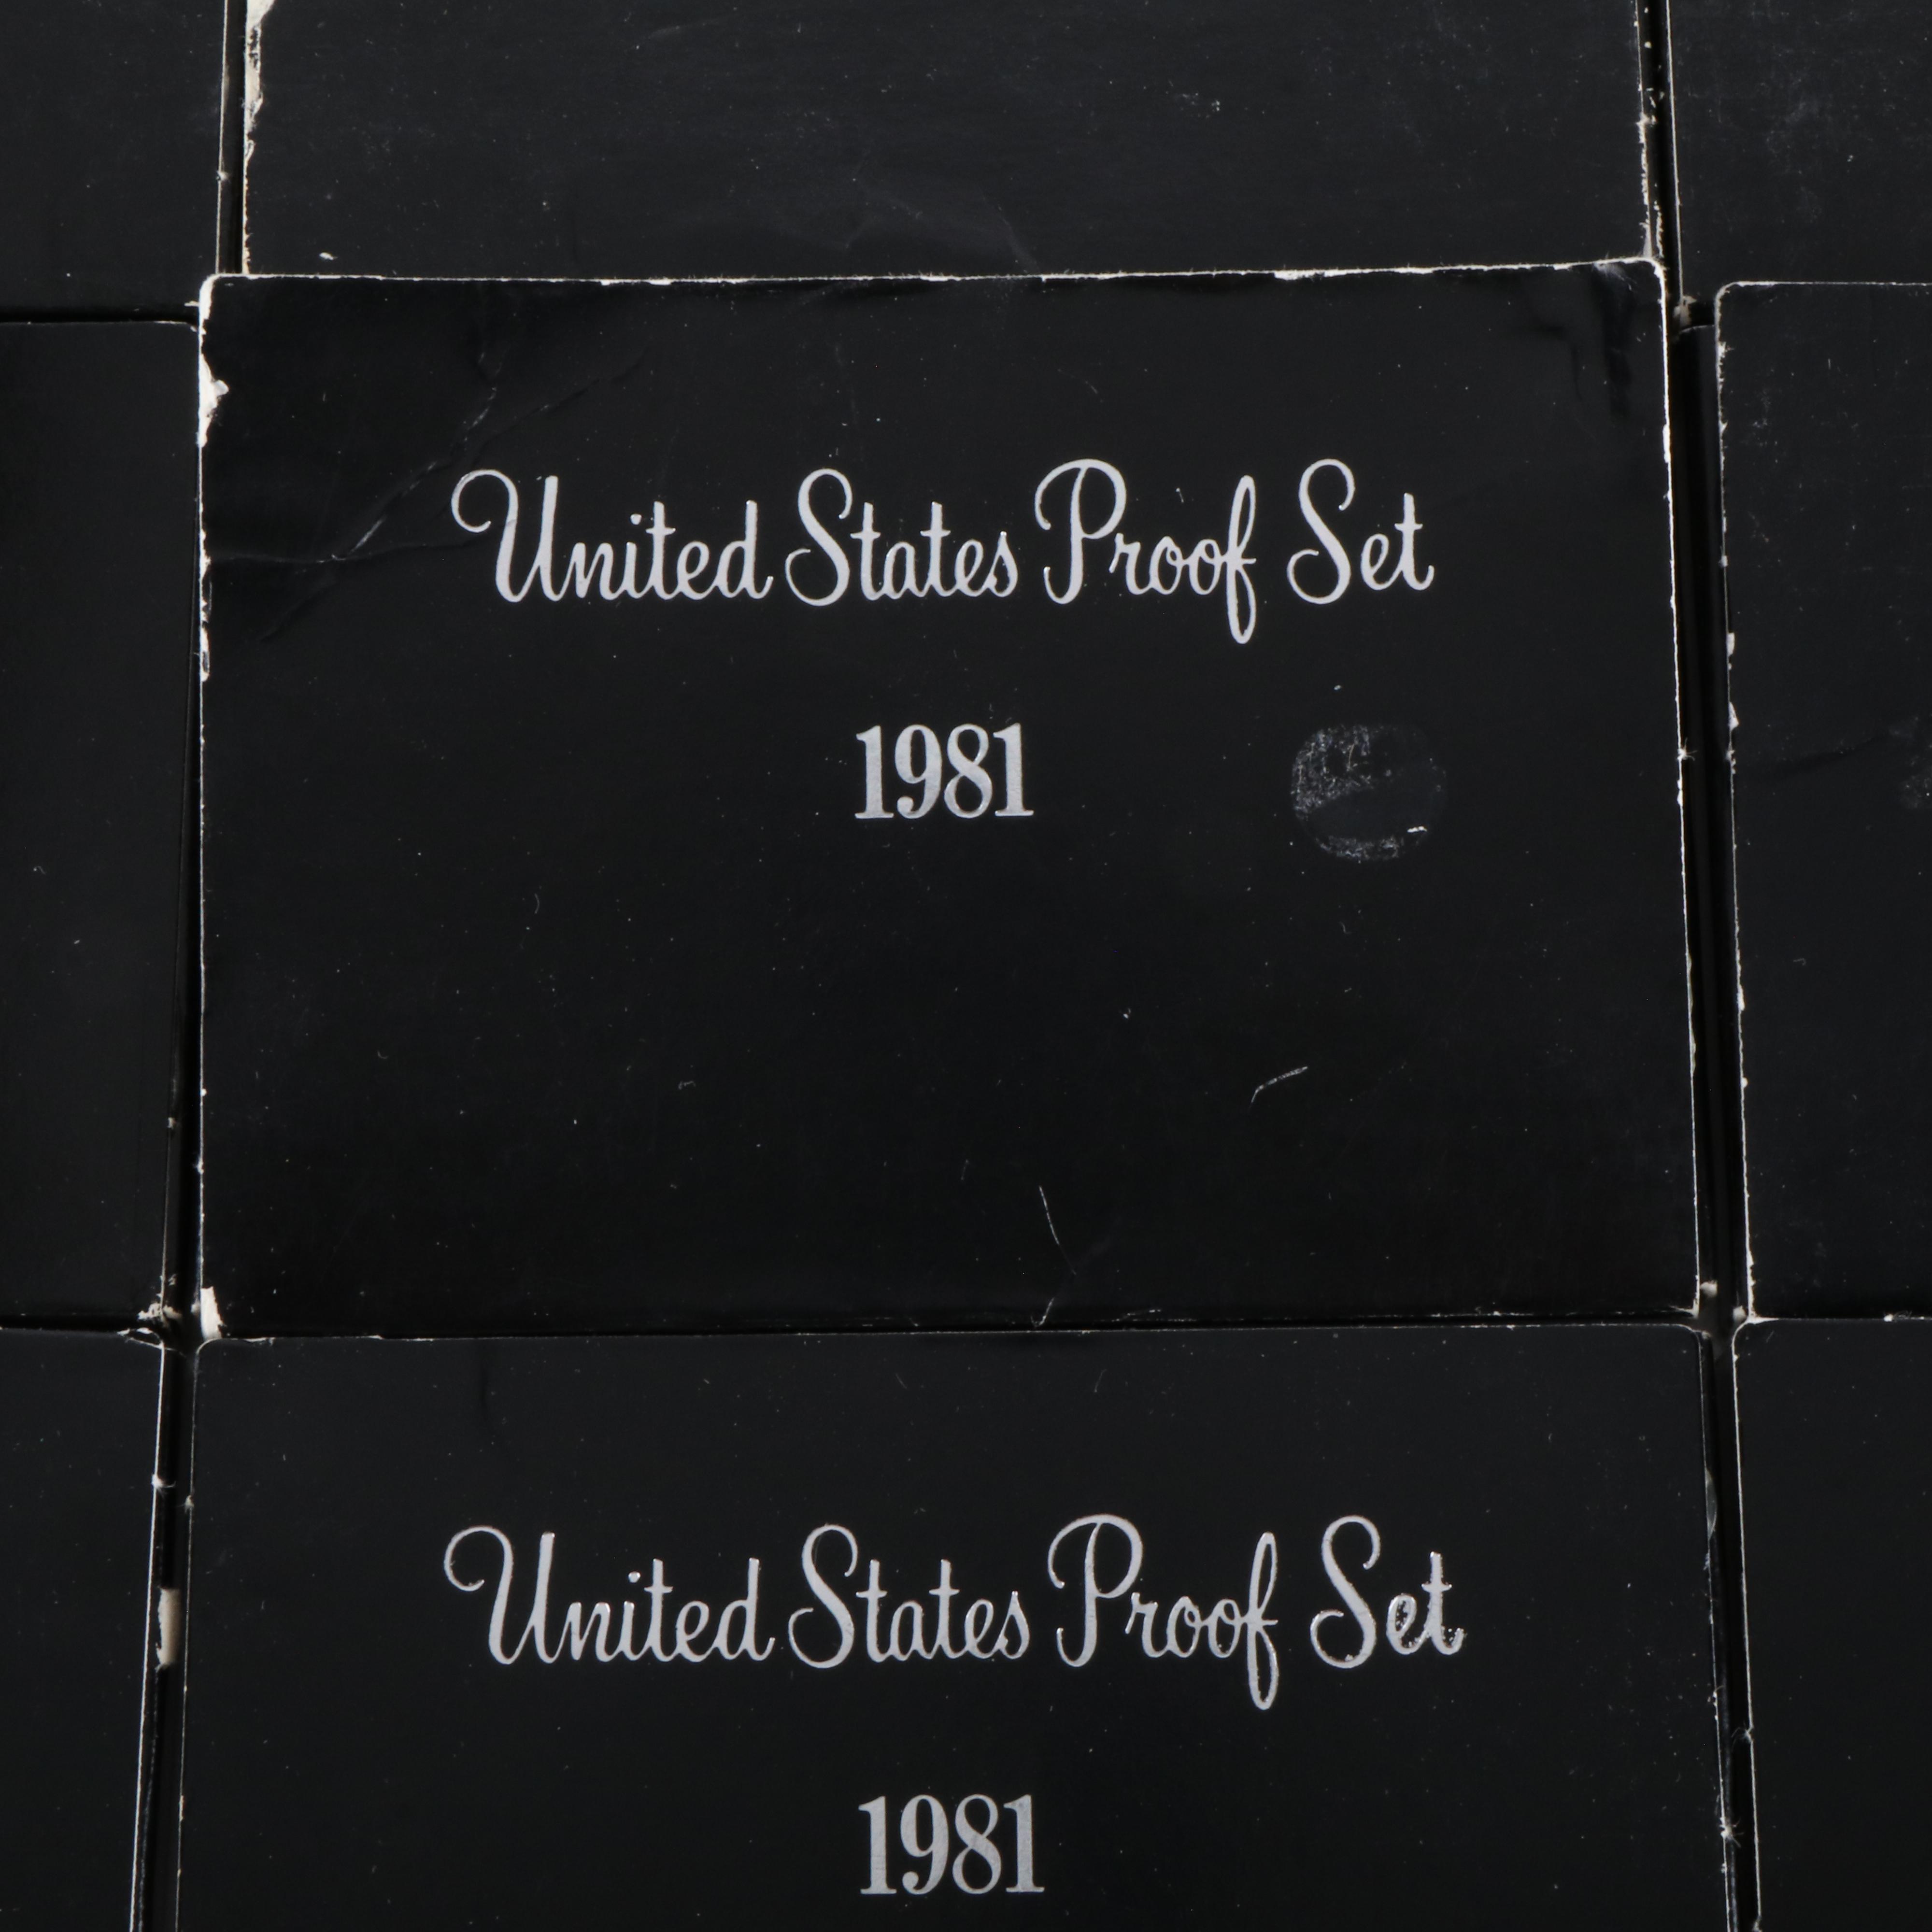 United States Proof Set
1981
United States Proof Set
1981